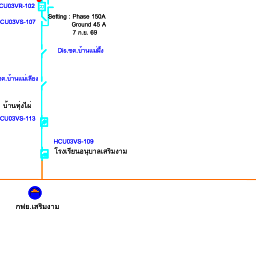 CU03VR-102
Setting : Phase 150A
CU03VS-107
Ground 45 A
7 ก.ย. 69
Dis.ขต.บ้านแม่ผึ้ง
ขต.บ้านแม่เลียง
บ้านทุ่งไผ่
CU03VS-113
HCU03VS-109
โรงเรียนอนุบาลเสริมงาม
กฟย.เสริมงาม